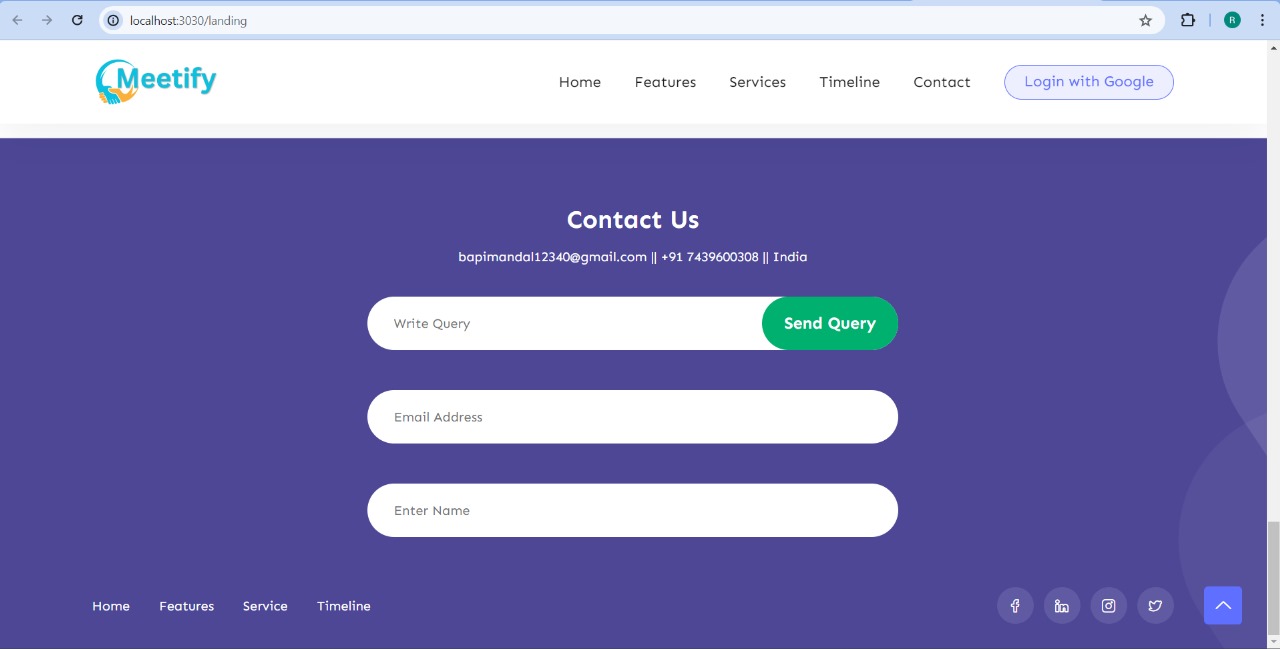 localhost:3030/landing
R
Meetify
Home Features Services Timeline Contact Login with Google
Contact Us
bapimandal12340@gmail.com || +91 7439600308 || India
Write Query Send Query
Email Address
Enter Name
Home Features Service Timeline